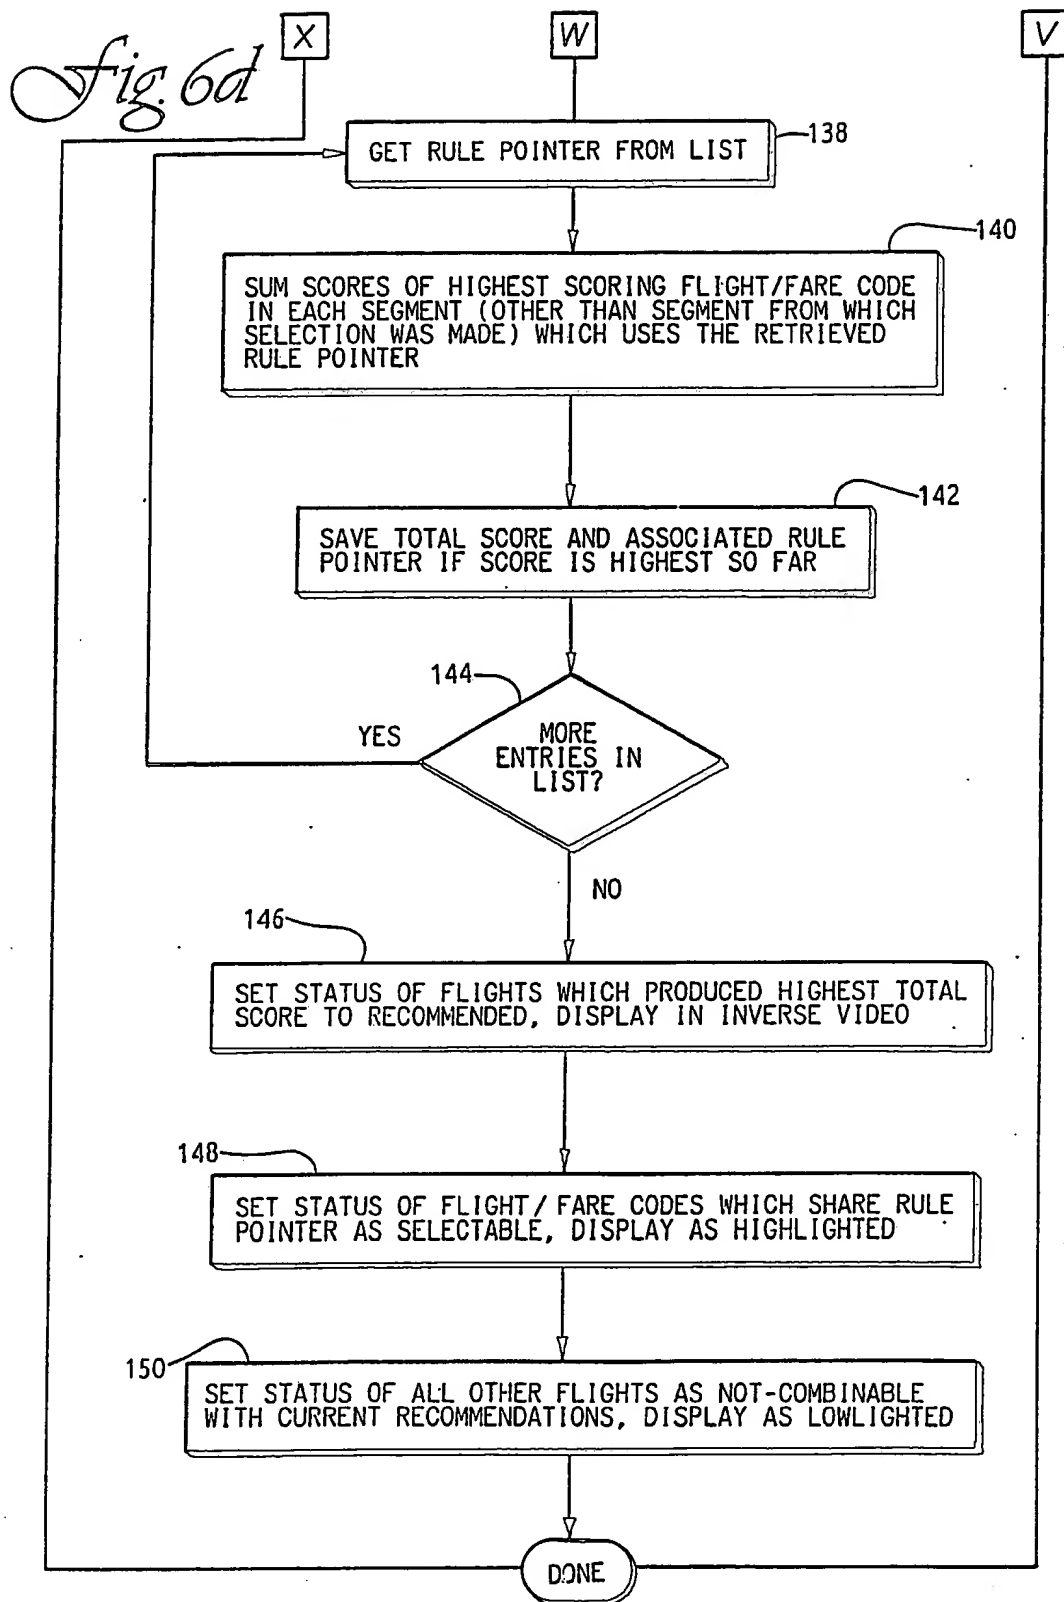 Fig. 6d
X
W
V
138
GET RULE POINTER FROM LIST
140
SUM SCORES OF HIGHEST SCORING FLIGHT/FARE CODE
IN EACH SEGMENT (OTHER THAN SEGMENT FROM WHICH
SELECTION WAS MADE) WHICH USES THE RETRIEVED
RULE POINTER
142
SAVE TOTAL SCORE AND ASSOCIATED RULE
POINTER IF SCORE IS HIGHEST SO FAR
144
YES
MORE
ENTRIES IN
LIST?
NO
146
SET STATUS OF FLIGHTS WHICH PRODUCED HIGHEST TOTAL
SCORE TO RECOMMENDED, DISPLAY IN INVERSE VIDEO
148
SET STATUS OF FLIGHT/FARE CODES WHICH SHARE RULE
POINTER AS SELECTABLE, DISPLAY AS HIGHLIGHTED
150
SET STATUS OF ALL OTHER FLIGHTS AS NOT-COMBINABLE
WITH CURRENT RECOMMENDATIONS, DISPLAY AS LOWLIGHTED
DONE